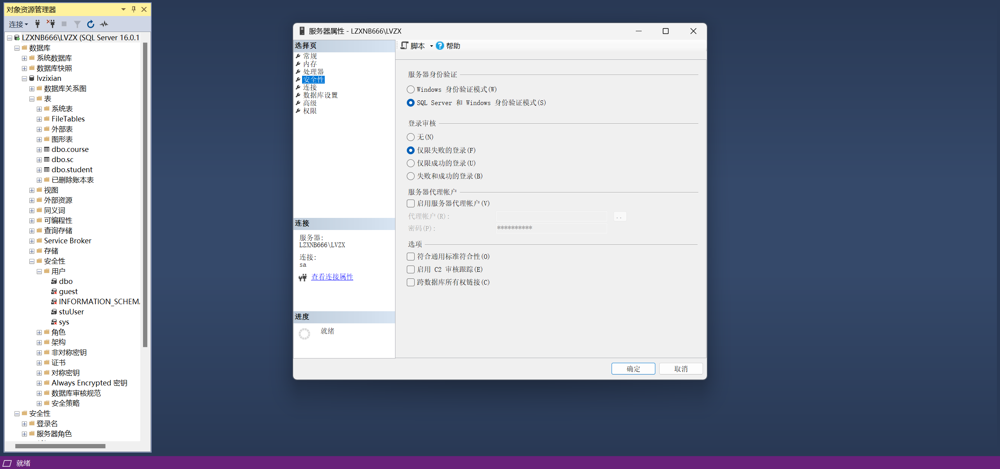 对象资源管理器
连接
LZXNB666\LVZX (SQL Server 16.0.1
数据库
系统数据库
数据库快照
lvzixian
数据库关系图
表
系统表
FileTables
外部表
图形表
dbo.course
dbo.sc
dbo.student
已删除账本表
视图
外部资源
同义词
可编程性
查询存储
Service Broker
存储
安全性
用户
dbo
guest
INFORMATION_SCHEMA
stuUser
sys
角色
架构
非对称密钥
证书
对称密钥
Always Encrypted 密钥
数据库审核规范
安全策略
安全性
登录名
服务器角色
服务器属性 - LZXNB666\LVZX
选择页
常规
内存
处理器
安全性
连接
数据库设置
高级
权限
连接
服务器:
LZXNB666\LVZX
连接:
sa
查看连接属性
进度
就绪
脚本
帮助
服务器身份验证
Windows 身份验证模式(W)
SQL Server 和 Windows 身份验证模式(S)
登录审核
无(N)
仅限失败的登录(F)
仅限成功的登录(U)
失败和成功的登录(B)
服务器代理帐户
启用服务器代理帐户(V)
代理帐户(R):
..
密码(P):
**********
选项
符合通用标准符合性(O)
启用 C2 审核跟踪(E)
跨数据库所有权链接(C)
确定
取消
就绪